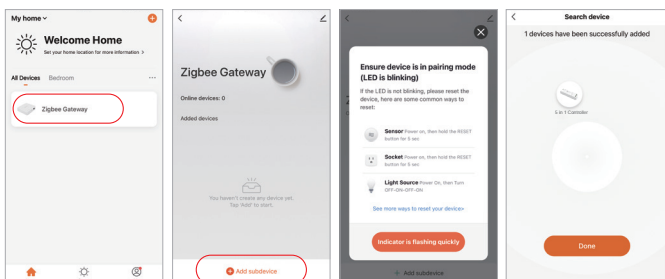 My home
Welcome Home
Set your home location for more information >
All Devices Bedroom ...
Zigbee Gateway
Zigbee Gateway
Online devices: 0
Added devices
You haven't create any device yet.
Tap 'Add' to start.
Add subdevice
Ensure device is in pairing mode
(LED is blinking)
If the LED is not blinking, please reset the
device, here are some common ways to
reset:
Sensor Power on, then hold the RESET
button for 5 sec
Socket Power on, then hold the RESET
button for 5 sec
Light Source Power On, then Turn
OFF-ON-OFF-ON
See more ways to reset your device>
Indicator is flashing quickly
+ Add subdevice
Search device
1 devices have been successfully added
5 in 1 Controller
Done